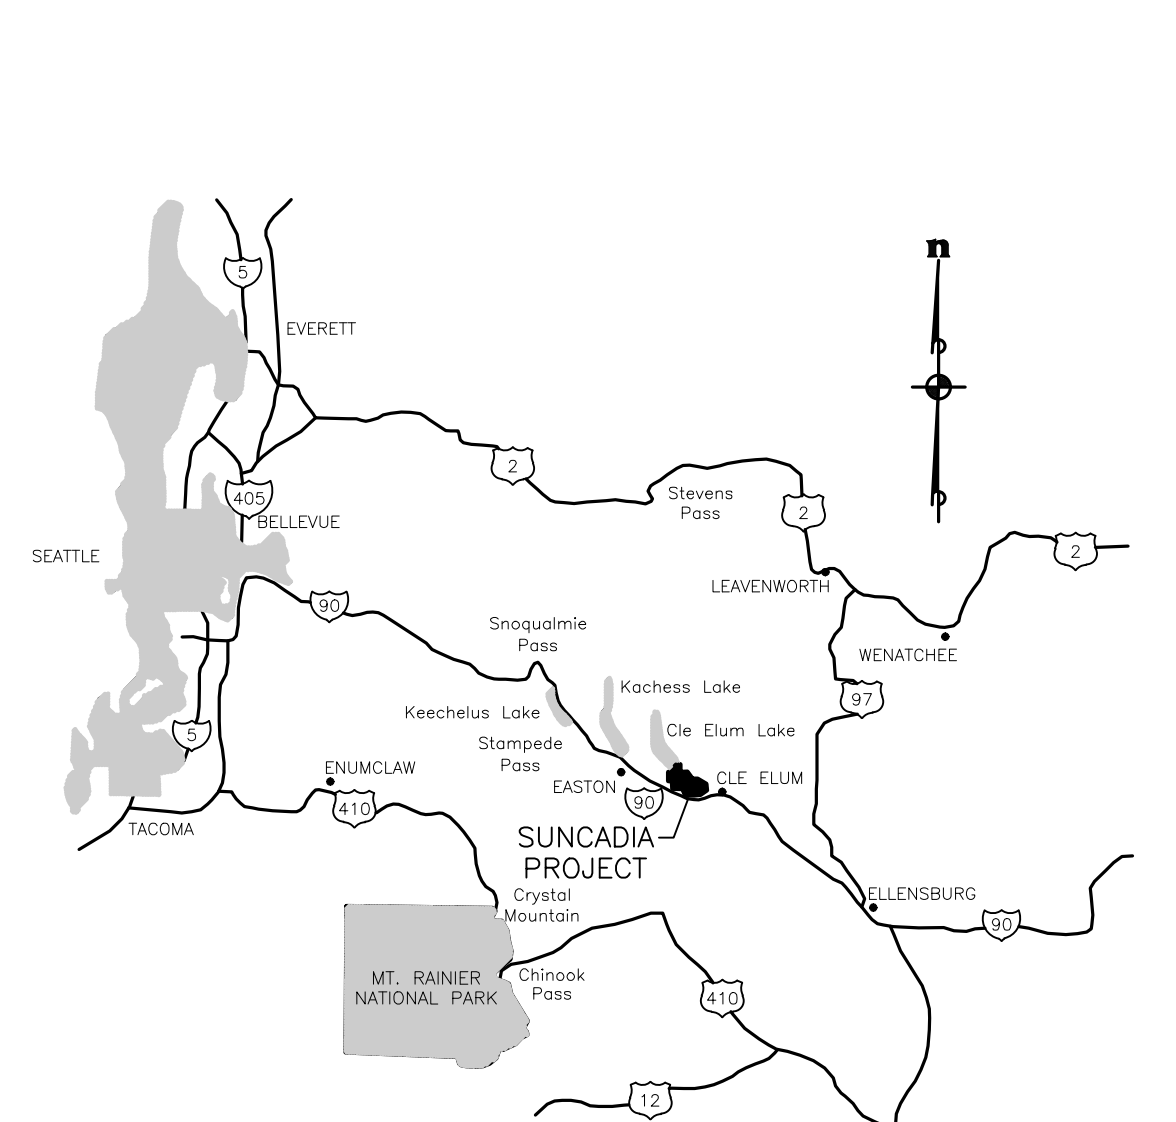 n
5
EVERETT
2
405
Stevens
Pass
2
BELLEVUE
SEATTLE
2
LEAVENWORTH
90
Snoqualmie
Pass
WENATCHEE
Kachess Lake
97
Keechelus Lake
Cle Elum Lake
5
Stampede
Pass
ENUMCLAW
CLE ELUM
EASTON
90
410
TACOMA
SUNCADIA
PROJECT
Crystal
Mountain
ELLENSBURG
90
MT. RAINIER
NATIONAL PARK
Chinook
Pass
410
12